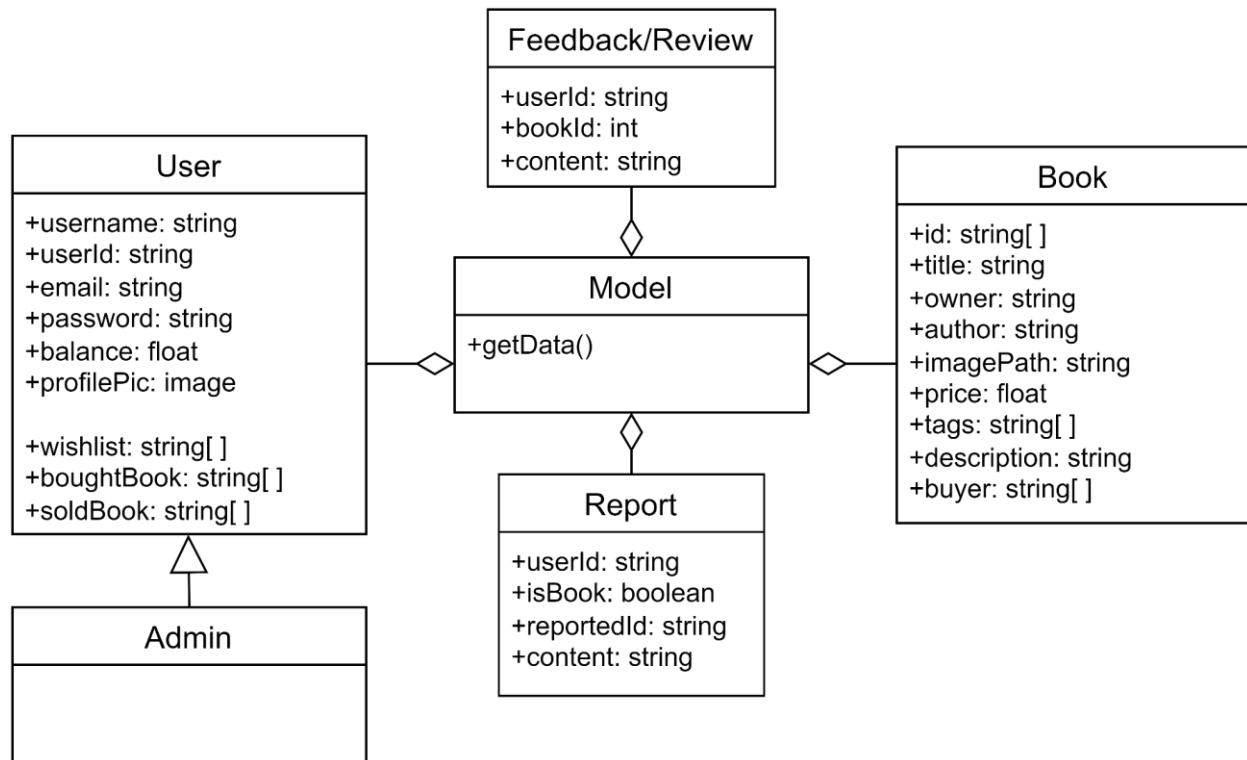 Feedback/Review
+userId: string
+bookId: int
+content: string
User
+username: string
+userId: string
+email: string
+password: string
+balance: float
+profilePic: image
+wishlist: string[ ]
+boughtBook: string[ ]
+soldBook: string[ ]
Model
+getData()
Book
+id: string[ ]
+title: string
+owner: string
+author: string
+imagePath: string
+price: float
+tags: string[ ]
+description: string
+buyer: string[ ]
Report
+userId: string
+isBook: boolean
+reportedId: string
+content: string
Admin